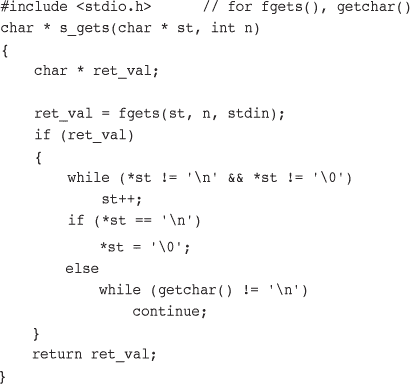 #include <stdio.h>      // for fgets(), getchar()
char * s_gets(char * st, int n)
{
    char * ret_val;

    ret_val = fgets(st, n, stdin);
    if (ret_val)
    {
        while (*st != '\n' && *st != '\0')
            st++;
        if (*st == '\n')
            *st = '\0';
        else
            while (getchar() != '\n')
                continue;
    }
    return ret_val;
}